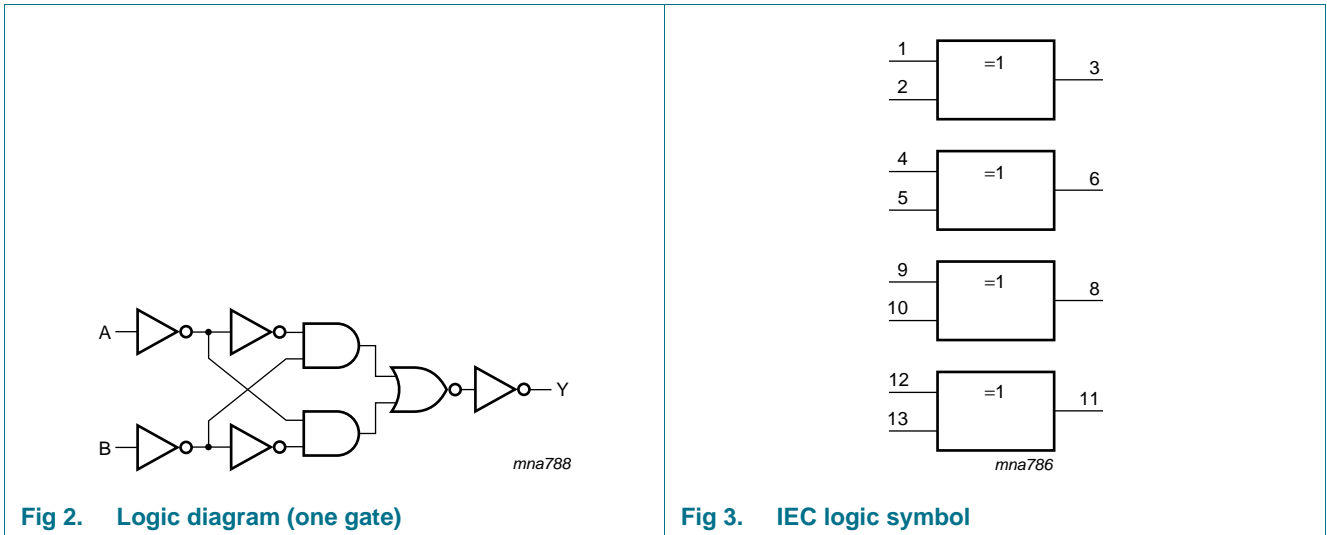 A
B
Y
mna788
Fig 2. Logic diagram (one gate)
1
2
=1
3
4
5
=1
6
9
10
=1
8
12
13
=1
11
mna786
Fig 3. IEC logic symbol